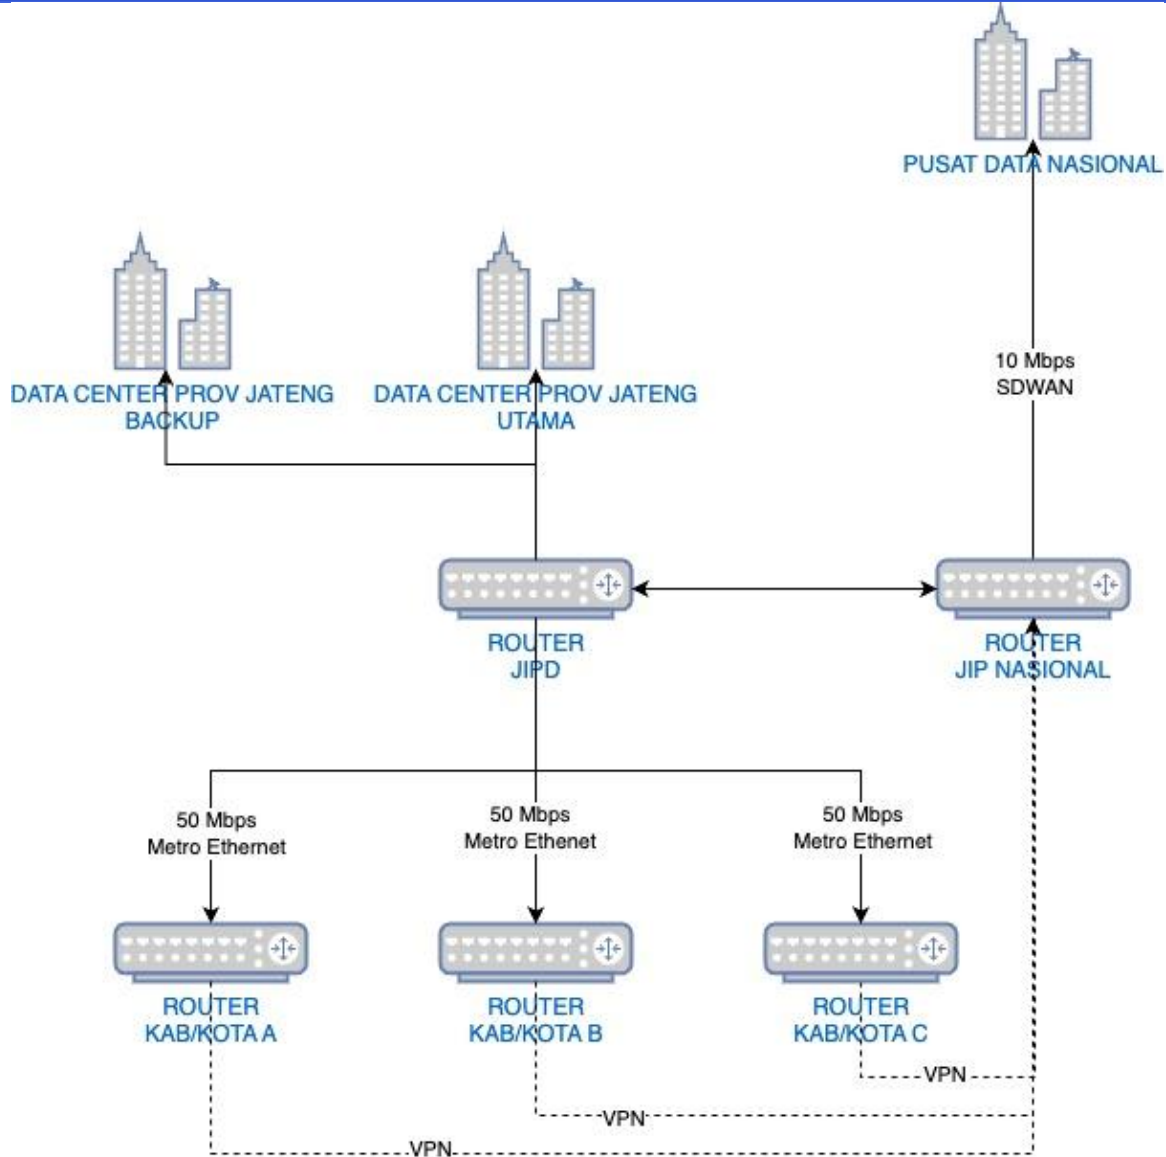 PUSAT DATA NASIONAL
10 Mbps
SDWAN
DATA CENTER PROV JATENG
BACKUP
DATA CENTER PROV JATENG
UTAMA
ROUTER
JIPD
ROUTER
JIP NASIONAL
50 Mbps
Metro Ethernet
50 Mbps
Metro Ethenet
50 Mbps
Metro Ethernet
ROUTER
KAB/KOTA A
ROUTER
KAB/KOTA B
ROUTER
KAB/KOTA C
VPN
VPN
VPN